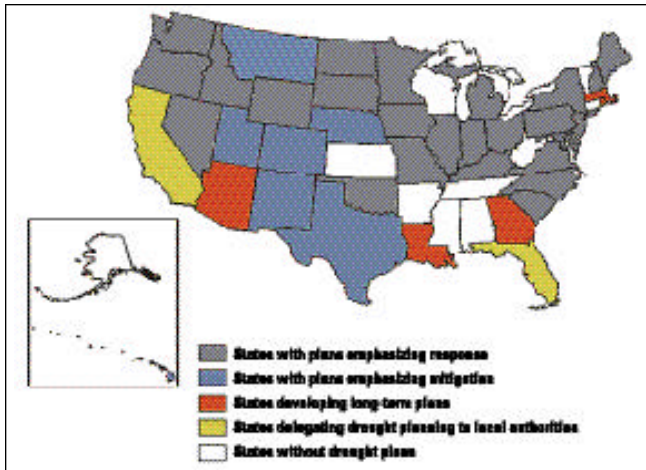 States with plans emphasizing response
States with plans emphasizing mitigation
States developing long-term plans
States delegating drought planning to local authorities
States without drought plans